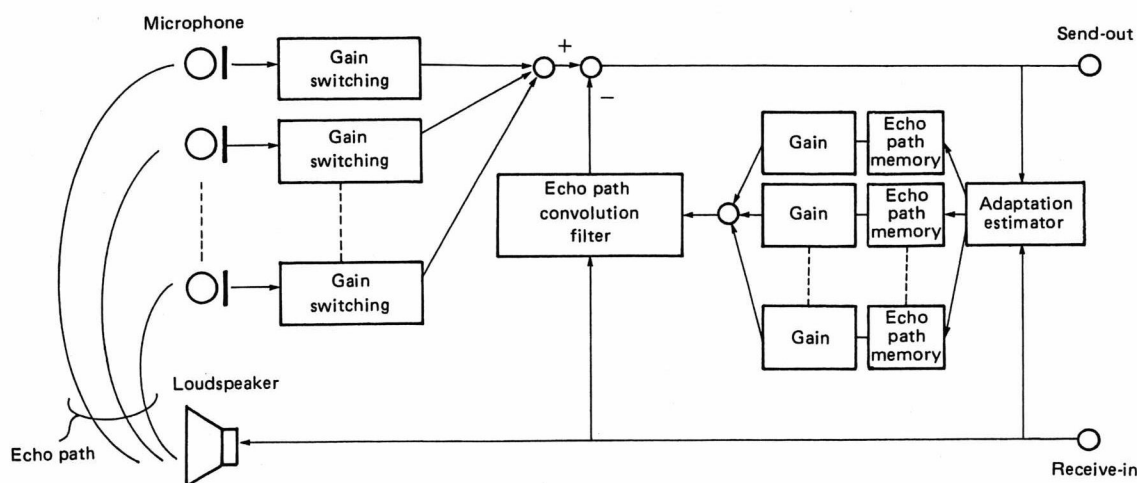 Microphone
Send-out
Gain
switching
+
−
Gain
switching
Gain
switching
Echo path
convolution
filter
Gain
Echo
path
memory
Gain
Echo
path
memory
Gain
Echo
path
memory
Adaptation
estimator
Loudspeaker
Echo path
Receive-in